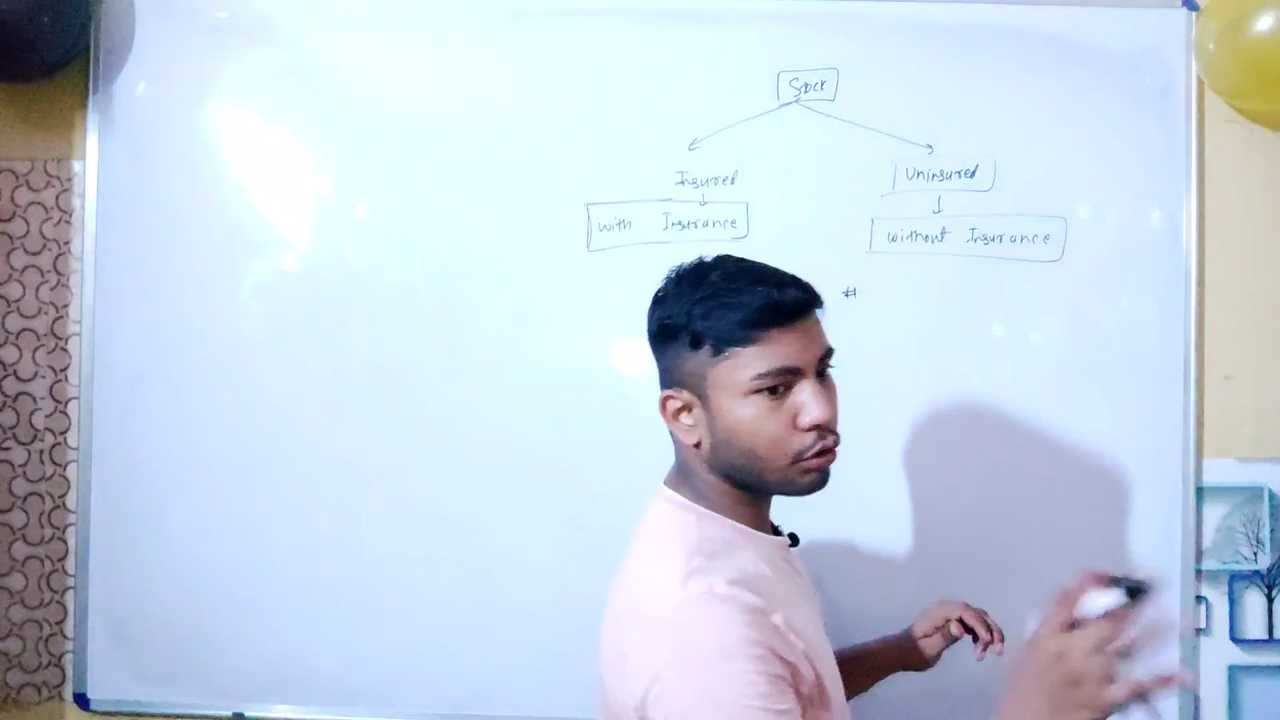 Stock
Insured
Uninsured
with Insurance
without Insurance
#